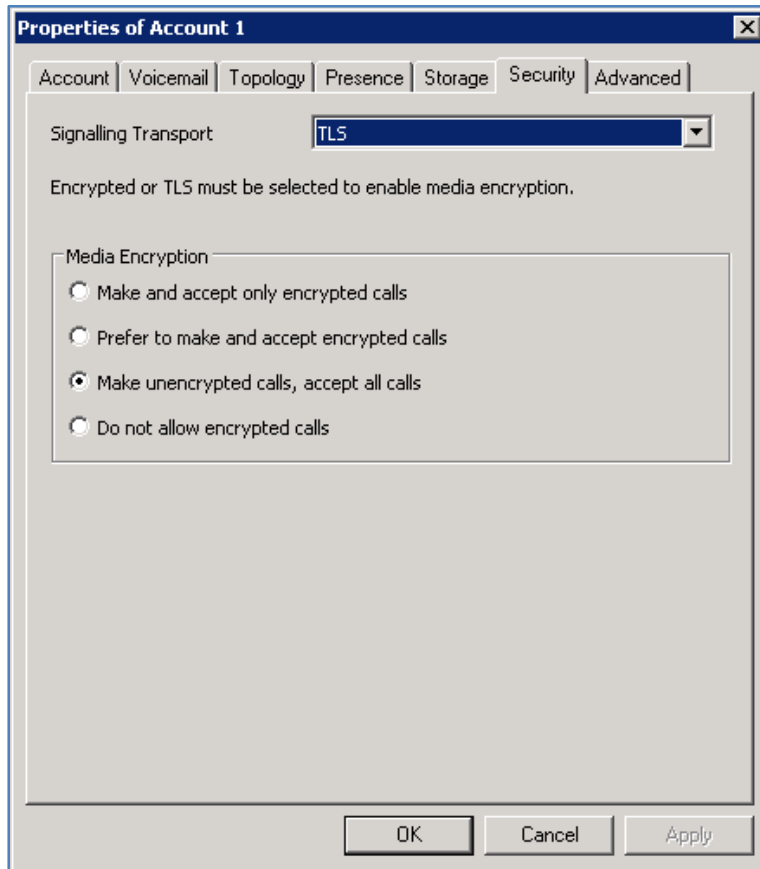 Properties of Account 1
Account Voicemail Topology Presence Storage Security Advanced
Signalling Transport TLS
Encrypted or TLS must be selected to enable media encryption.
Media Encryption
Make and accept only encrypted calls
Prefer to make and accept encrypted calls
Make unencrypted calls, accept all calls
Do not allow encrypted calls
OK Cancel Apply